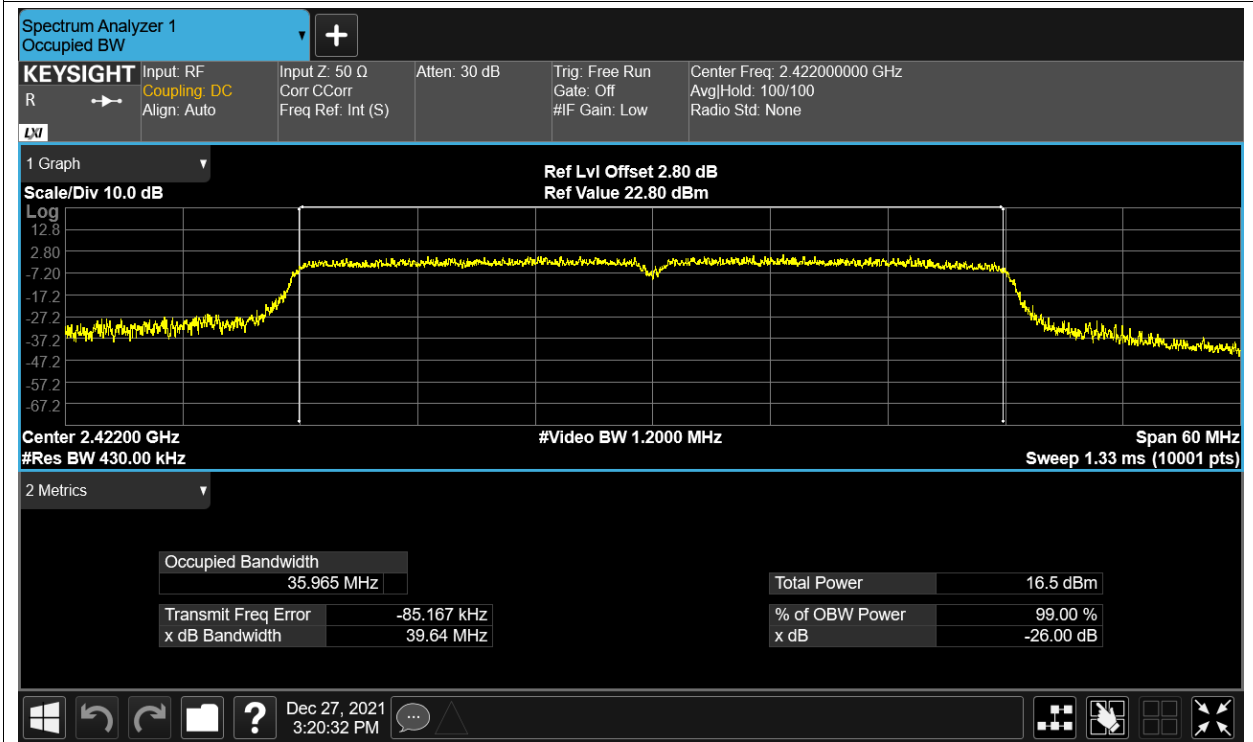 Spectrum Analyzer 1
Occupied BW
KEYSIGHT
R
LXI
Input: RF
Coupling: DC
Align: Auto
Input Z: 50 Ω
Corr CCorr
Freq Ref: Int (S)
Atten: 30 dB
Trig: Free Run
Gate: Off
#IF Gain: Low
Center Freq: 2.422000000 GHz
Avg|Hold: 100/100
Radio Std: None
1 Graph
Scale/Div 10.0 dB
Ref Lvl Offset 2.80 dB
Ref Value 22.80 dBm
Log
12.8
2.80
-7.20
-17.2
-27.2
-37.2
-47.2
-57.2
-67.2
Center 2.42200 GHz
#Video BW 1.2000 MHz
Span 60 MHz
#Res BW 430.00 kHz
Sweep 1.33 ms (10001 pts)
2 Metrics
Occupied Bandwidth
35.965 MHz
Total Power 16.5 dBm
Transmit Freq Error -85.167 kHz
% of OBW Power 99.00 %
x dB Bandwidth 39.64 MHz
x dB -26.00 dB
?
Dec 27, 2021
3:20:32 PM